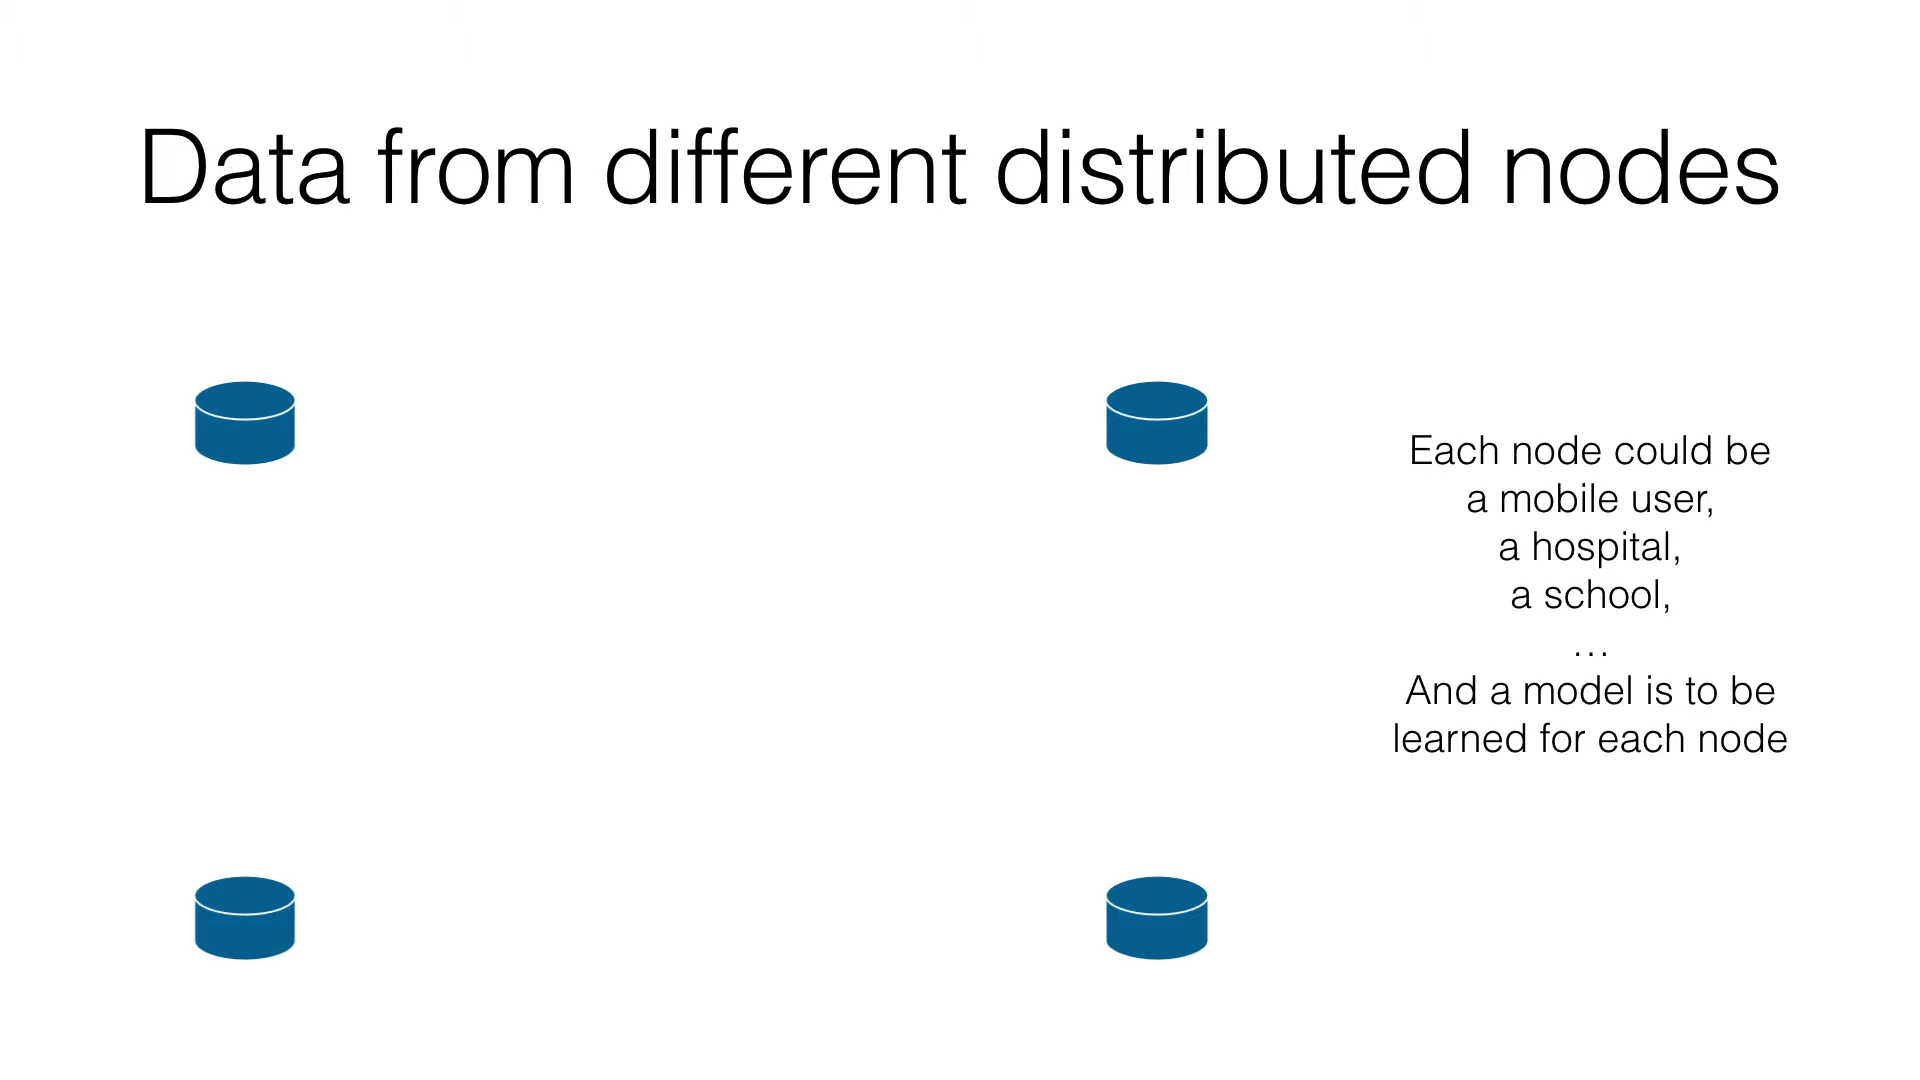 Data from different distributed nodes
Each node could be
a mobile user,
a hospital,
a school,
…
And a model is to be
learned for each node